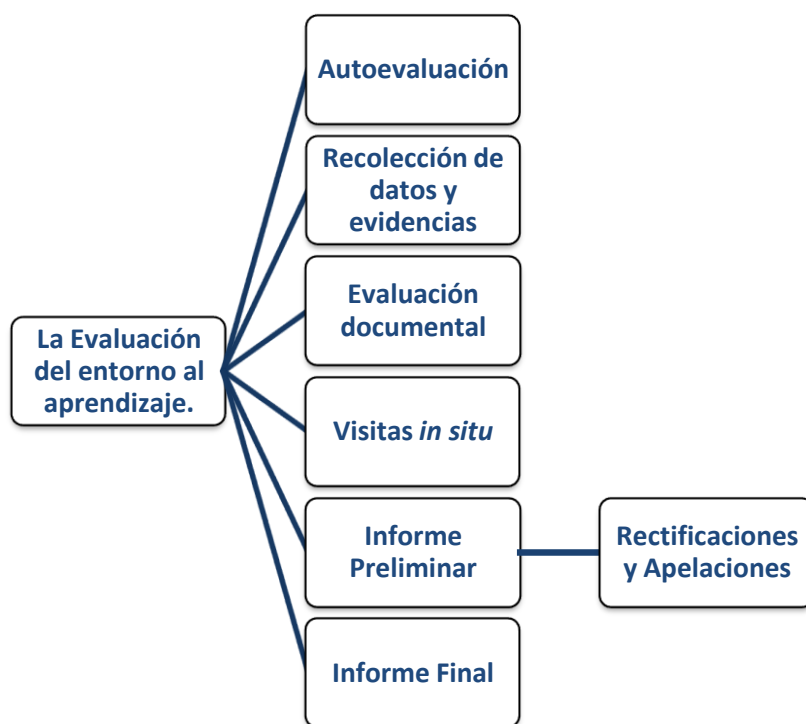 Autoevaluación
Recolección de
datos y
evidencias
Evaluación
documental
La Evaluación
del entorno al
aprendizaje.
Visitas in situ
Informe
Preliminar
Rectificaciones
y Apelaciones
Informe Final